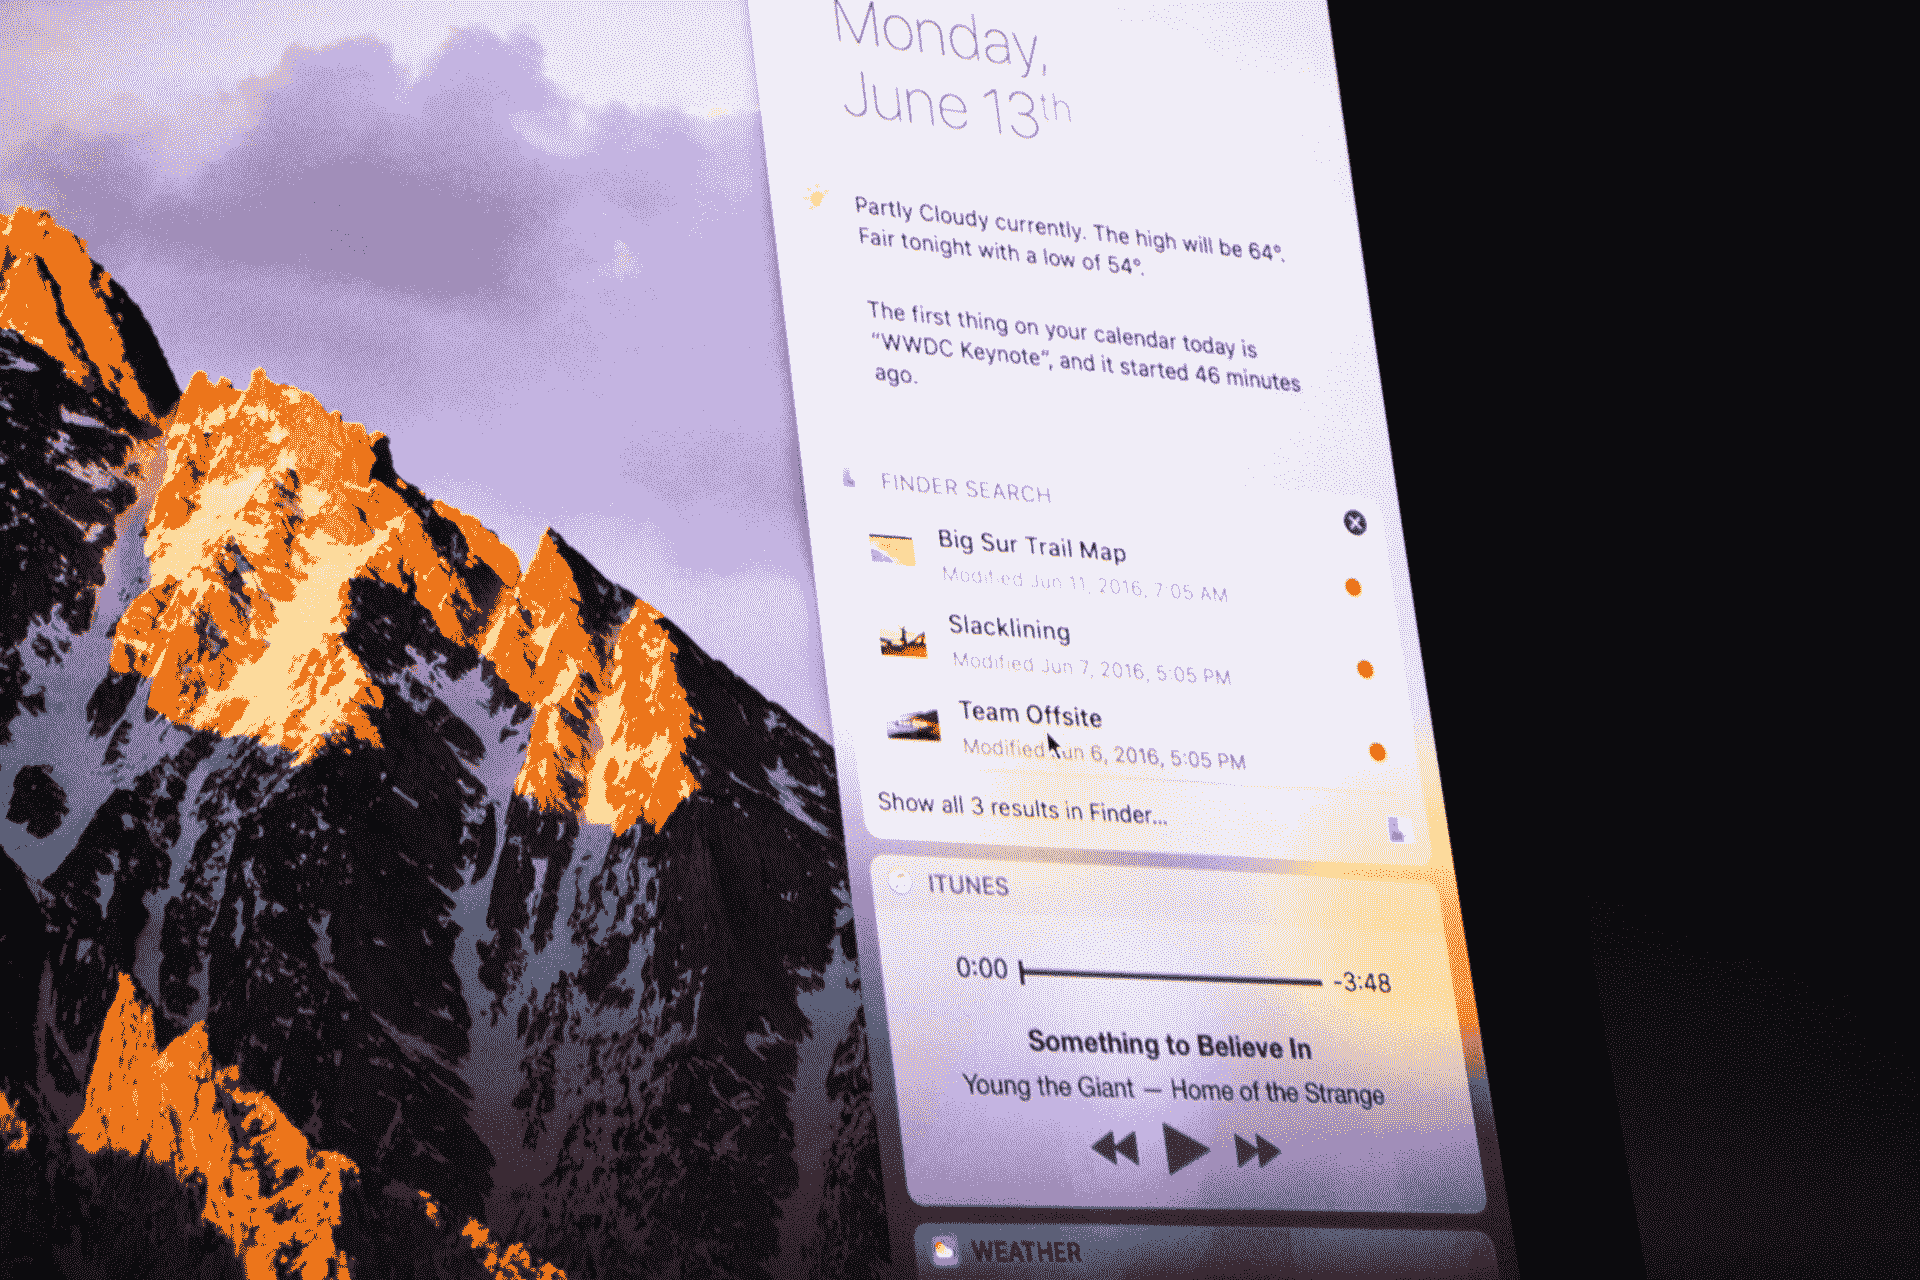 Monday,
June 13th
Partly Cloudy currently. The high will be 64°.
Fair tonight with a low of 54°.
The first thing on your calendar today is
“WWDC Keynote”, and it started 46 minutes
ago.
FINDER SEARCH
Big Sur Trail Map
Modified Jun 11, 2016, 7:05 AM
Slacklining
Modified Jun 7, 2016, 5:05 PM
Team Offsite
Modified Jun 6, 2016, 5:05 PM
Show all 3 results in Finder...
ITUNES
0:00 -3:48
Something to Believe In
Young the Giant — Home of the Strange
WEATHER